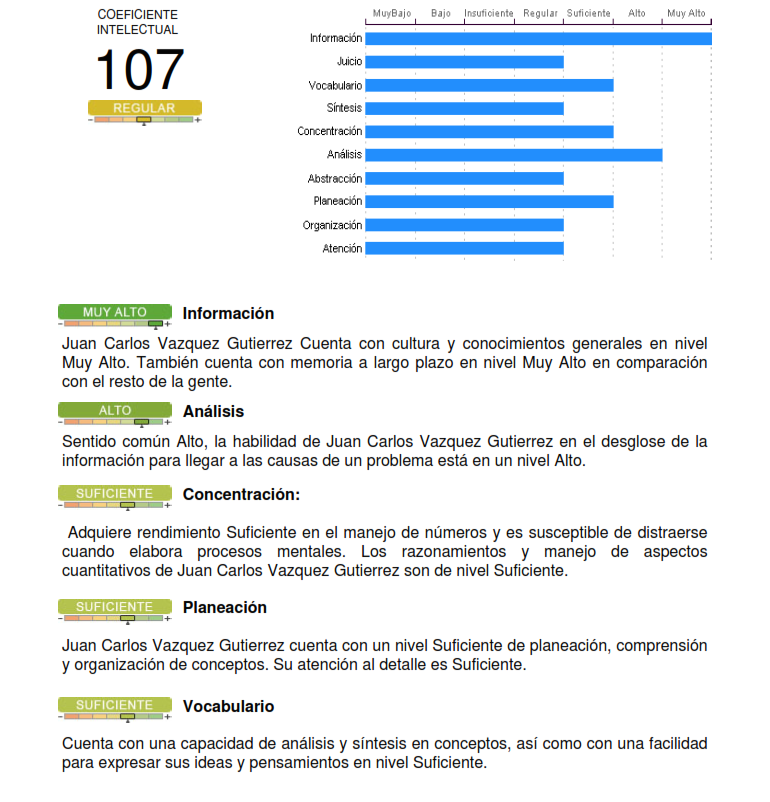 COEFICIENTE
INTELECTUAL
107
REGULAR
- +
MuyBajo Bajo Insuficiente Regular Suficiente Alto Muy Alto
Información
Juicio
Vocabulario
Síntesis
Concentración
Análisis
Abstracción
Planeación
Organización
Atención
MUY ALTO Información
- +
Juan Carlos Vazquez Gutierrez Cuenta con cultura y conocimientos generales en nivel
Muy Alto. También cuenta con memoria a largo plazo en nivel Muy Alto en comparación
con el resto de la gente.
ALTO Análisis
- +
Sentido común Alto, la habilidad de Juan Carlos Vazquez Gutierrez en el desglose de la
información para llegar a las causas de un problema está en un nivel Alto.
SUFICIENTE Concentración:
- +
Adquiere rendimiento Suficiente en el manejo de números y es susceptible de distraerse
cuando elabora procesos mentales. Los razonamientos y manejo de aspectos
cuantitativos de Juan Carlos Vazquez Gutierrez son de nivel Suficiente.
SUFICIENTE Planeación
- +
Juan Carlos Vazquez Gutierrez cuenta con un nivel Suficiente de planeación, comprensión
y organización de conceptos. Su atención al detalle es Suficiente.
SUFICIENTE Vocabulario
- +
Cuenta con una capacidad de análisis y síntesis en conceptos, así como con una facilidad
para expresar sus ideas y pensamientos en nivel Suficiente.